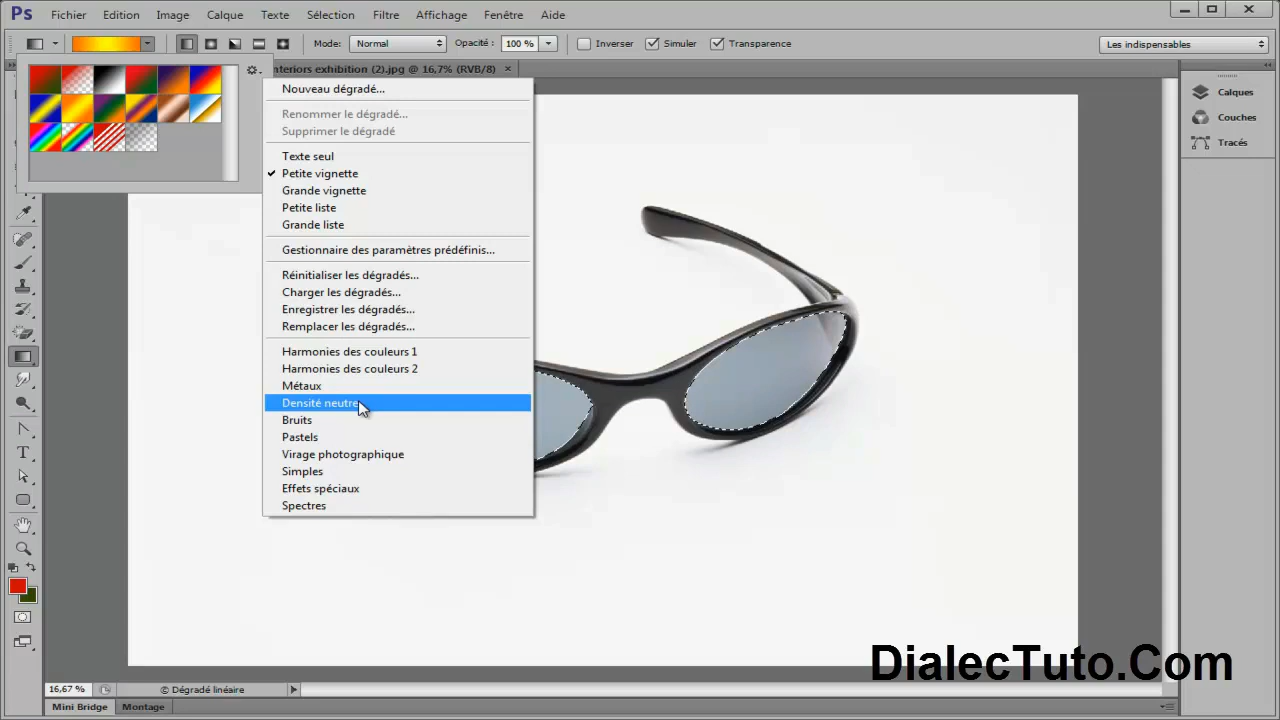 Ps Fichier Edition Image Calque Texte Sélection Filtre Affichage Fenêtre Aide
Mode: Normal Opacité : 100 % Inverser Simuler Transparence Les indispensables
nteriors exhibition (2).jpg @ 16,7% (RVB/8) ×
Nouveau dégradé...
Renommer le dégradé...
Supprimer le dégradé
Texte seul
Petite vignette
Grande vignette
Petite liste
Grande liste
Gestionnaire des paramètres prédéfinis...
Réinitialiser les dégradés...
Charger les dégradés...
Enregistrer les dégradés...
Remplacer les dégradés...
Harmonies des couleurs 1
Harmonies des couleurs 2
Métaux
Densité neutre
Bruits
Pastels
Virage photographique
Simples
Effets spéciaux
Spectres
Calques
Couches
Tracés
T
DialecTuto.Com
16,67 % © Dégradé linéaire
Mini Bridge Montage